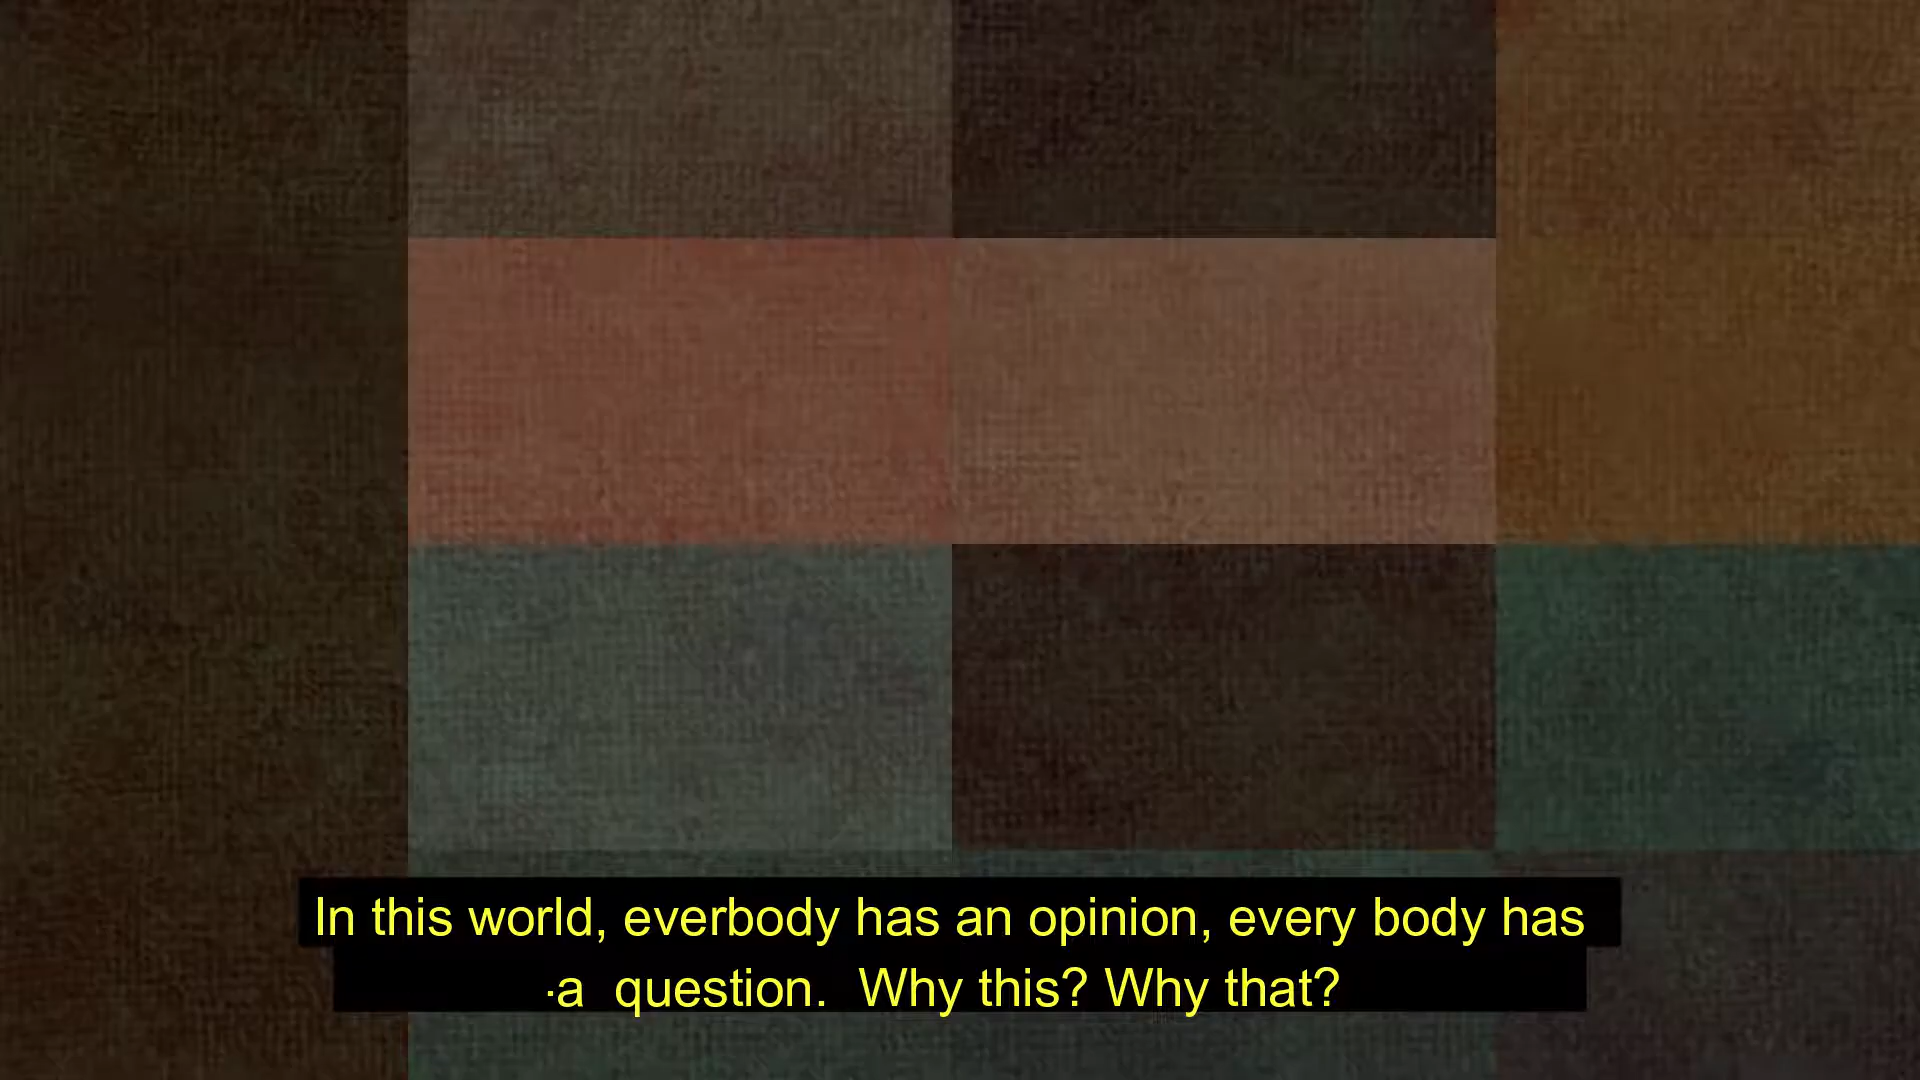 In this world, everbody has an opinion, every body has
·a  question.  Why this? Why that?